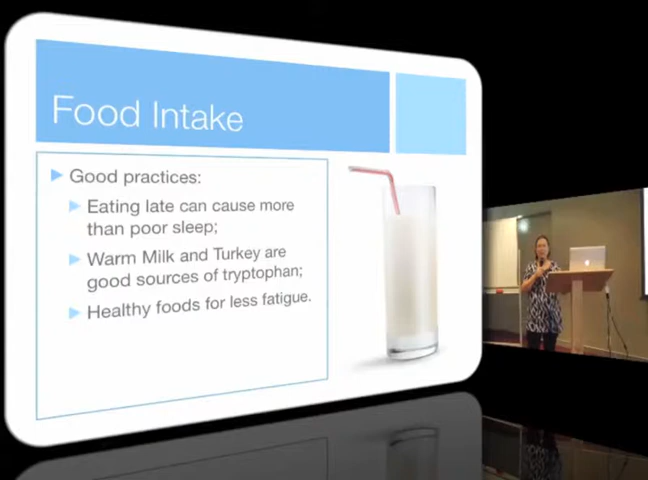 Food Intake
Good practices:
Eating late can cause more
than poor sleep;
Warm Milk and Turkey are
good sources of tryptophan;
Healthy foods for less fatigue.